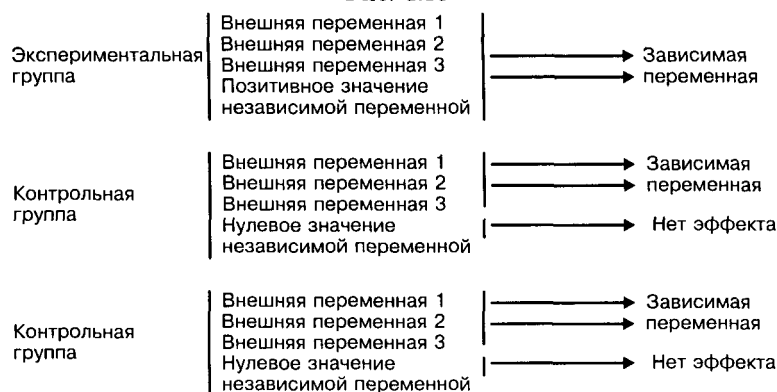 Экспериментальная группа
Внешняя переменная 1
Внешняя переменная 2
Внешняя переменная 3
Позитивное значение
независимой переменной
Зависимая
переменная
Контрольная
группа
Внешняя переменная 1
Внешняя переменная 2
Внешняя переменная 3
Нулевое значение
независимой переменной
Зависимая
переменная
Нет эффекта
Контрольная
группа
Внешняя переменная 1
Внешняя переменная 2
Внешняя переменная 3
Нулевое значение
независимой переменной
Зависимая
переменная
Нет эффекта